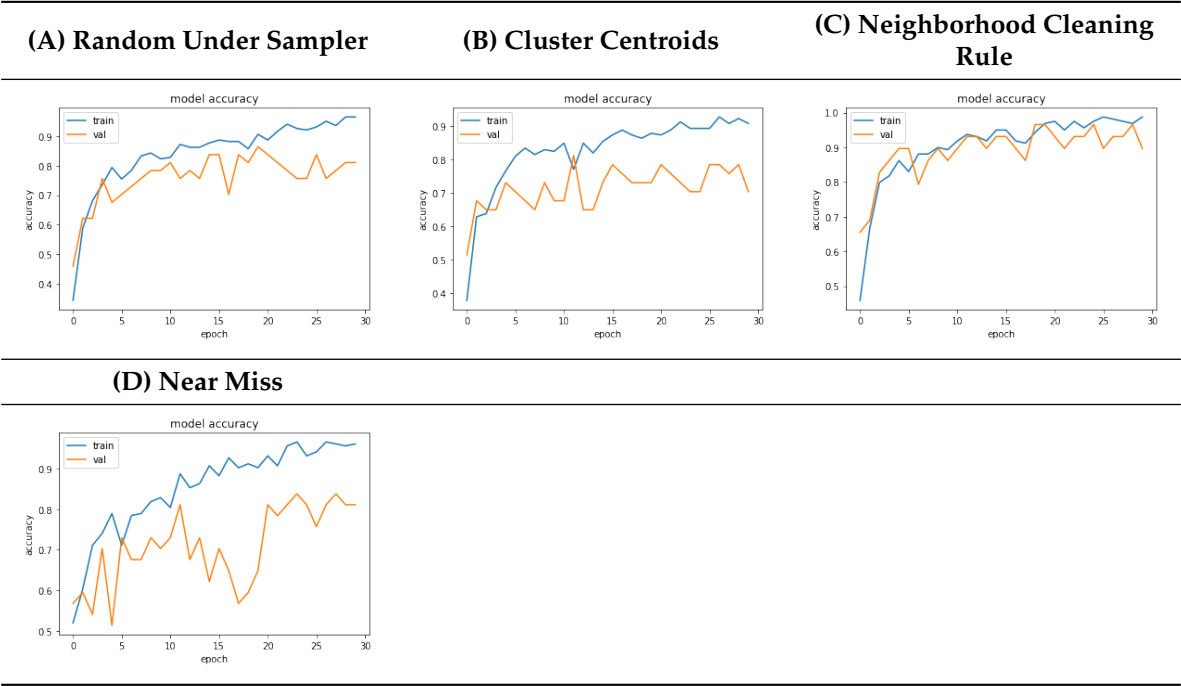 (A) Random Under Sampler
(B) Cluster Centroids
(C) Neighborhood Cleaning
Rule
model accuracy
train
val
0.9
0.8
0.7
0.6
0.5
0.4
accuracy
0 5 10 15 20 25 30
epoch
model accuracy
train
val
0.9
0.8
0.7
0.6
0.5
0.4
accuracy
0 5 10 15 20 25 30
epoch
model accuracy
train
val
1.0
0.9
0.8
0.7
0.6
0.5
accuracy
0 5 10 15 20 25 30
epoch
(D) Near Miss
model accuracy
train
val
0.9
0.8
0.7
0.6
0.5
accuracy
0 5 10 15 20 25 30
epoch